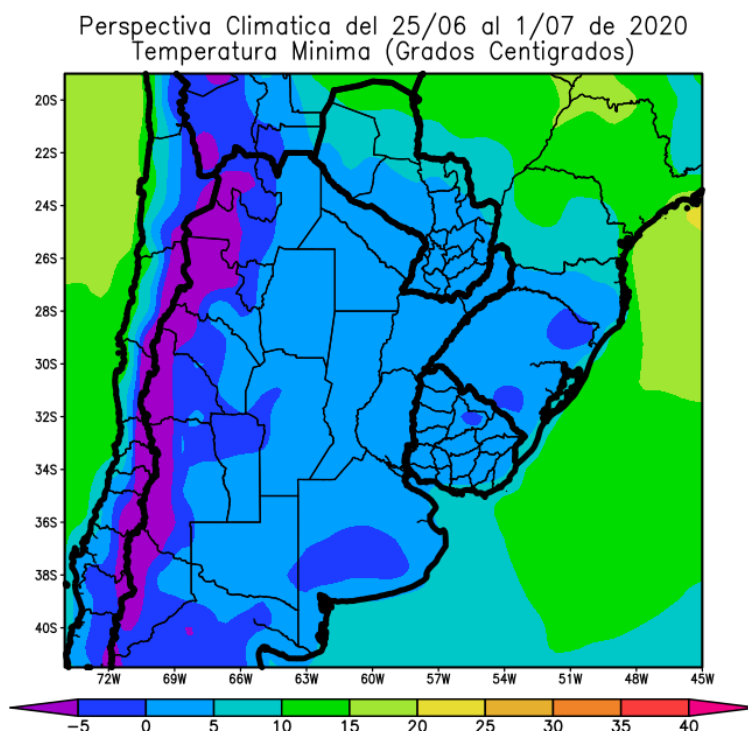 Perspectiva Climatica del 25/06 al 1/07 de 2020
Temperatura Minima (Grados Centigrados)
20S
22S
24S
26S
28S
30S
32S
34S
36S
38S
40S
72W 69W 66W 63W 60W 57W 54W 51W 48W 45W
-5 0 5 10 15 20 25 30 35 40